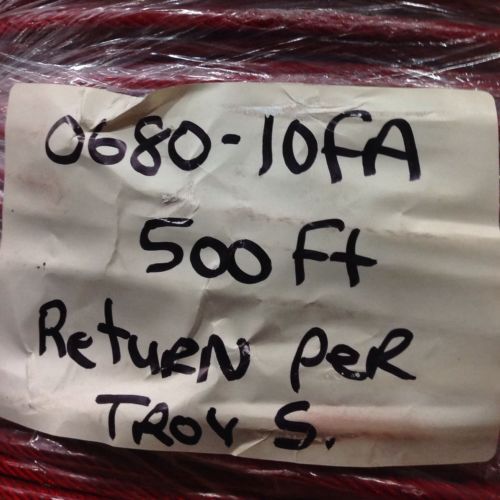 0680-10FA
500 Ft
Return Per
Troy S.